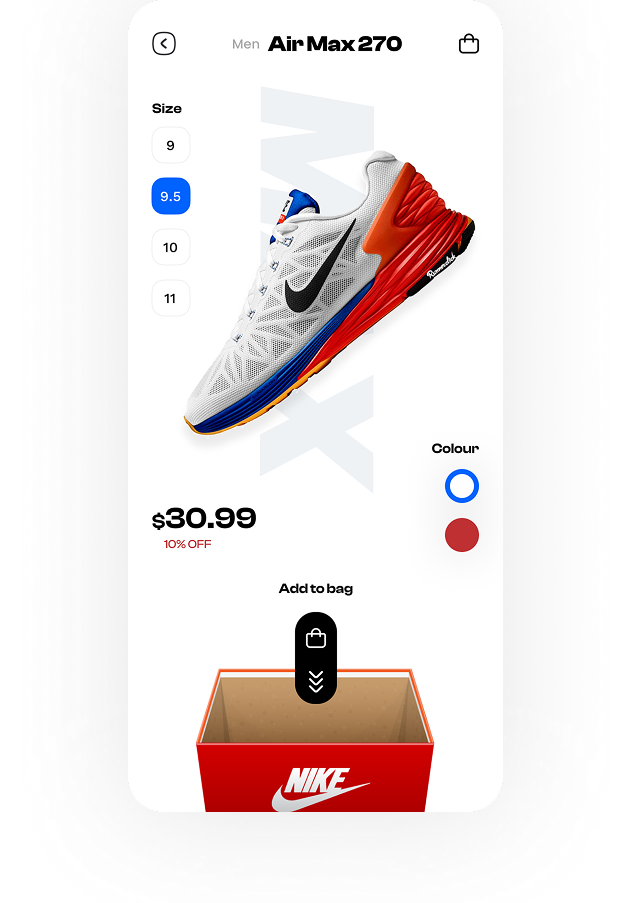 Men Air Max 270
Size
9
9.5
10
11
MAX
Colour
$30.99
10% OFF
Add to bag
NIKE